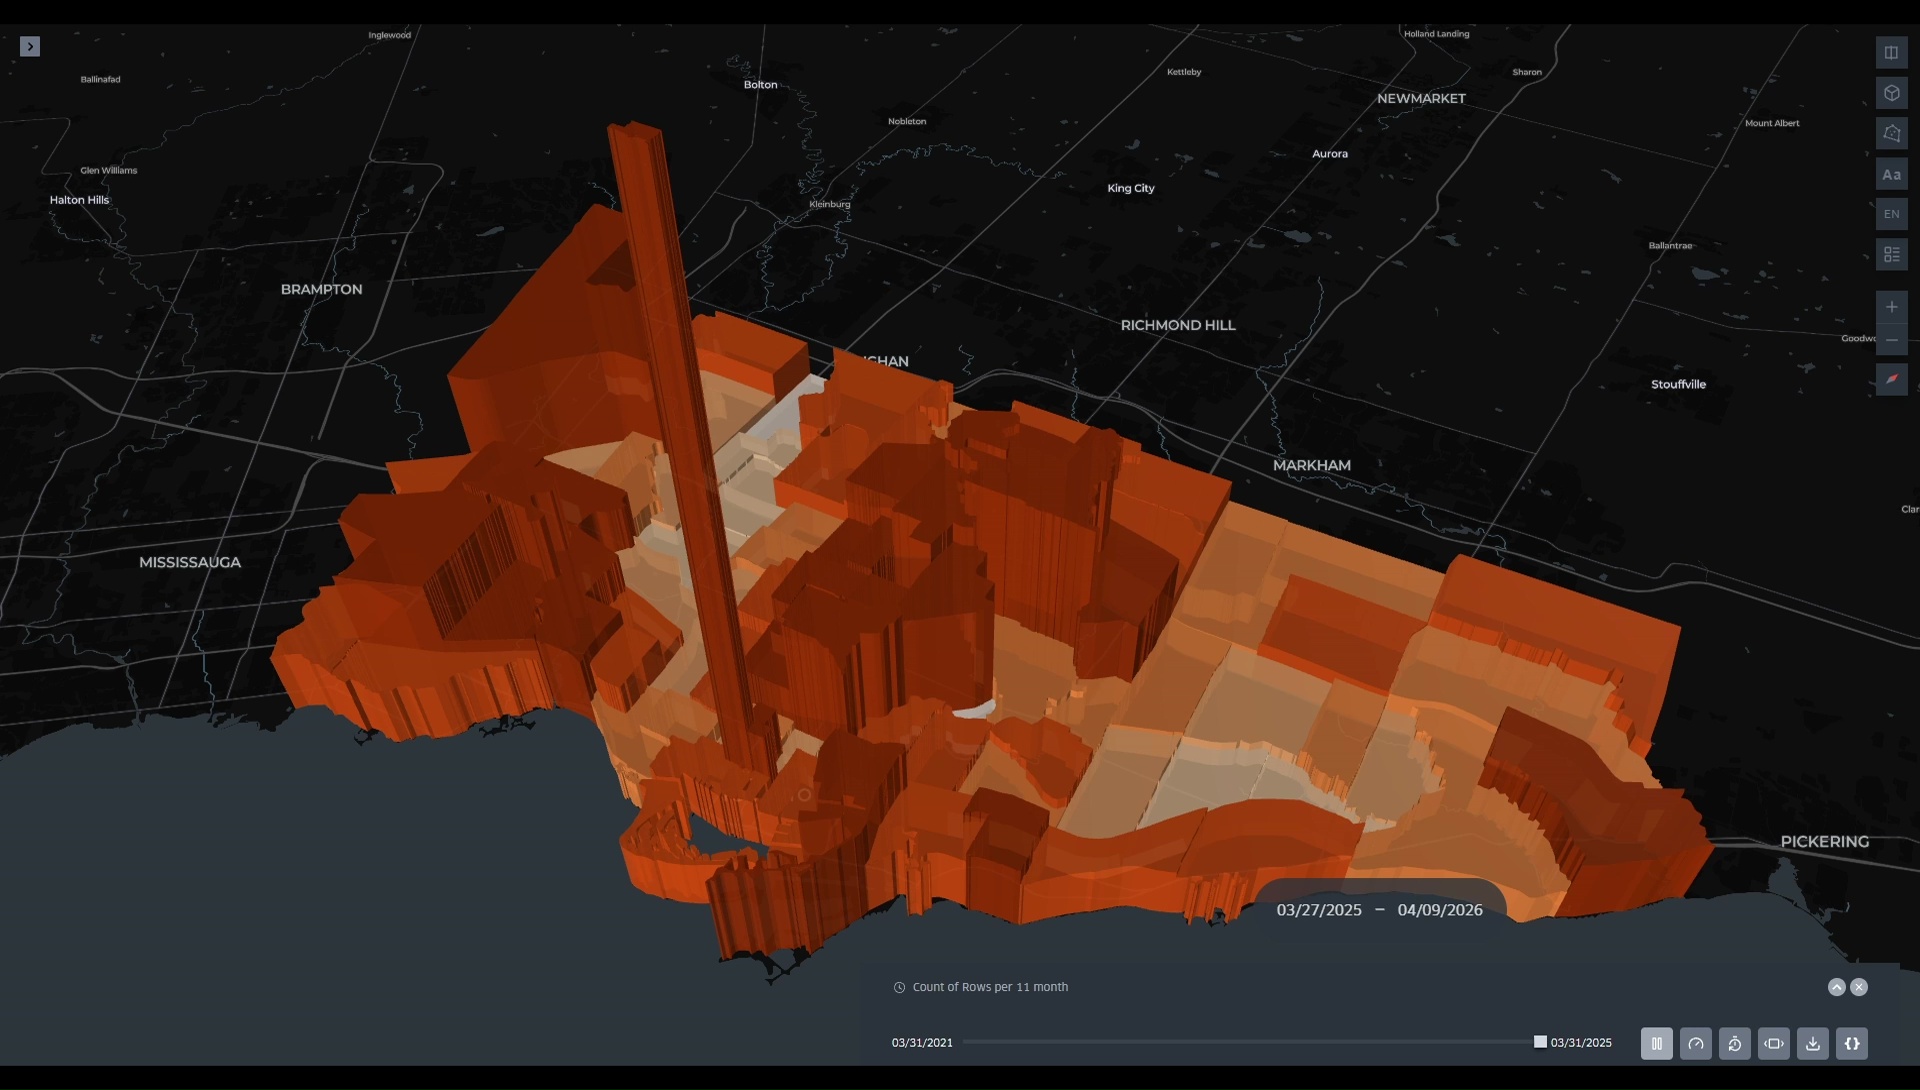 Inglewood
Holland Landing
Ballinafad
Bolton
Kettleby
Sharon
NEWMARKET
Nobleton
Mount Albert
Aurora
Glen Williams
Halton Hills
King City
Kleinburg
Aa
EN
Ballantrae
BRAMPTON
RICHMOND HILL
Goodwo
GHAN
Stouffville
MARKHAM
Clar
MISSISSAUGA
PICKERING
03/27/2025 – 04/09/2026
Count of Rows per 11 month
03/31/2021
03/31/2025